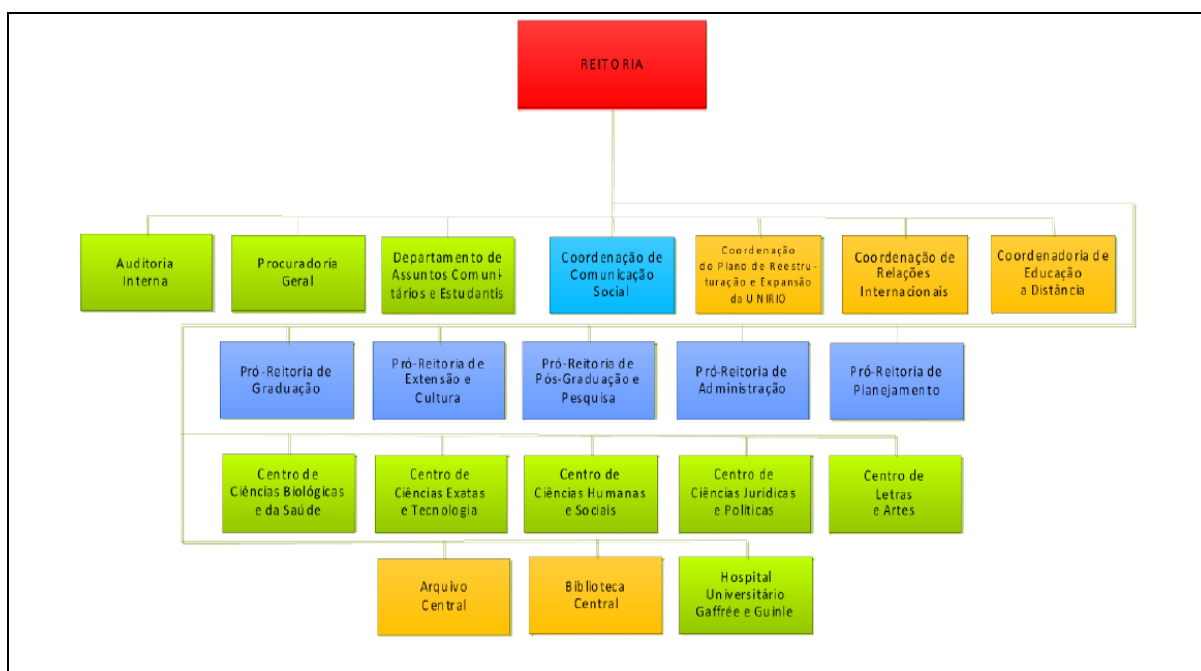 REITORIA
Auditoria
Interna
Procuradoria
Geral
Departamento de
Assuntos Comuni-
tários e Estudantis
Coordenação de
Comunicação
Social
Coordenação
do Plano de Reestru-
turação e Expansão
da UNIRIO
Coordenação de
Relações
Internacionais
Coordenadoria de
Educação
a Distância
Pró-Reitoria de
Graduação
Pró-Reitoria de
Extensão e
Cultura
Pró-Reitoria de
Pós-Graduação e
Pesquisa
Pró-Reitoria de
Administração
Pró-Reitoria de
Planejamento
Centro de
Ciências Biológicas
e da Saúde
Centro de
Ciências Exatas
e Tecnologia
Centro de
Ciências Humanas
e Sociais
Centro de
Ciências Jurídicas
e Políticas
Centro de
Letras
e Artes
Arquivo
Central
Biblioteca
Central
Hospital
Universitário
Gaffrée e Guinle